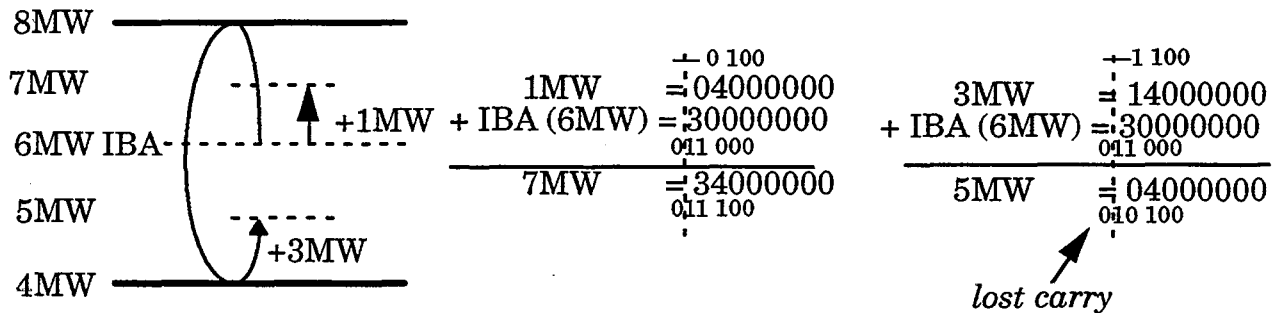 8MW
7MW
+1MW
6MW IBA
5MW
+3MW
4MW
0 100
1MW = 04000000
+ IBA (6MW) = 30000000
011 000
7MW = 34000000
011 100
1 100
3MW = 14000000
+ IBA (6MW) = 30000000
011 000
5MW = 04000000
010 100
lost carry